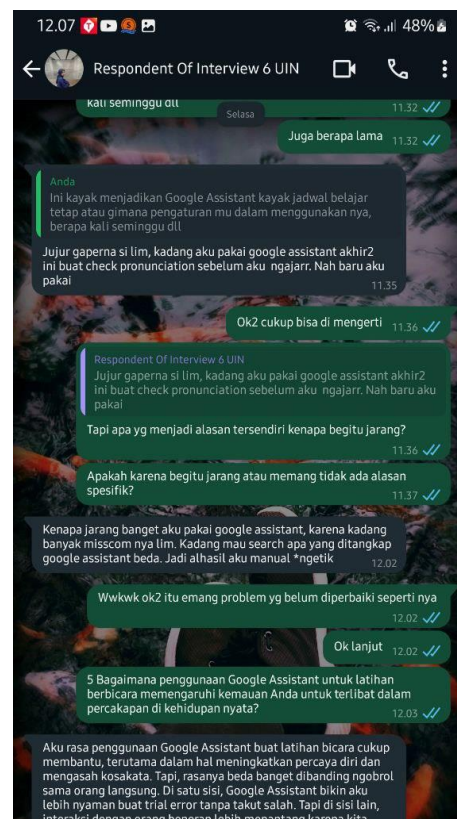 12.07
48%
Respondent Of Interview 6 UIN
kali seminggu dll
11.32
Selasa
Juga berapa lama
11.32
Anda
Ini kayak menjadikan Google Assistant kayak jadwal belajar
tetap atau gimana pengaturan mu dalam menggunakan nya,
berapa kali seminggu dll
Jujur gaperna si lim, kadang aku pakai google assistant akhir2
ini buat check pronunciation sebelum aku ngajarr. Nah baru aku
pakai
11.35
Ok2 cukup bisa di mengerti
11.36
Respondent Of Interview 6 UIN
Jujur gaperna si lim, kadang aku pakai google assistant akhir2
ini buat check pronunciation sebelum aku ngajarr. Nah baru aku
pakai
Tapi apa yg menjadi alasan tersendiri kenapa begitu jarang?
11.36
Apakah karena begitu jarang atau memang tidak ada alasan
spesifik?
11.37
Kenapa jarang banget aku pakai google assistant, karena kadang
banyak misscom nya lim. Kadang mau search apa yang ditangkap
google assistant beda. Jadi alhasil aku manual *ngetik
12.02
Wwkwk ok2 itu emang problem yg belum diperbaiki seperti nya
12.02
Ok lanjut
12.02
5 Bagaimana penggunaan Google Assistant untuk latihan
berbicara memengaruhi kemauan Anda untuk terlibat dalam
percakapan di kehidupan nyata?
12.03
Aku rasa penggunaan Google Assistant buat latihan bicara cukup
membantu, terutama dalam hal meningkatkan percaya diri dan
mengasah kosakata. Tapi, rasanya beda banget dibanding ngobrol
sama orang langsung. Di satu sisi, Google Assistant bikin aku
lebih nyaman buat trial error tanpa takut salah. Tapi di sisi lain,
interaksi dengan orang beneran lebih menantang karena kita